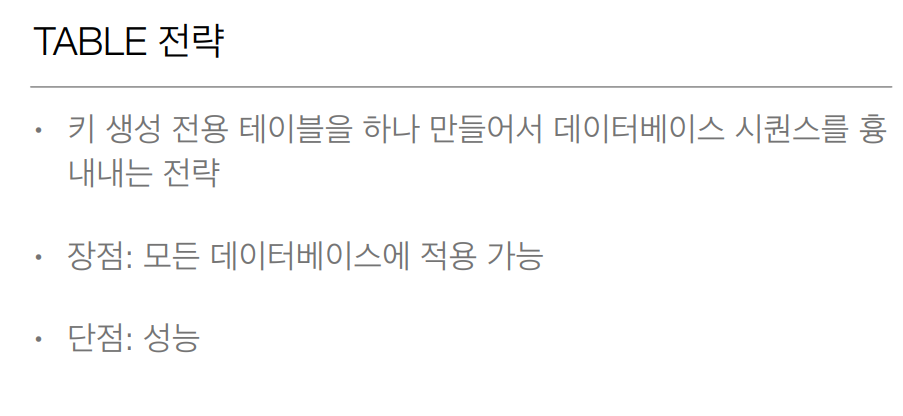 TABLE 전략
• 키 생성 전용 테이블을 하나 만들어서 데이터베이스 시퀀스를 흉
내내는 전략
• 장점: 모든 데이터베이스에 적용 가능
• 단점: 성능